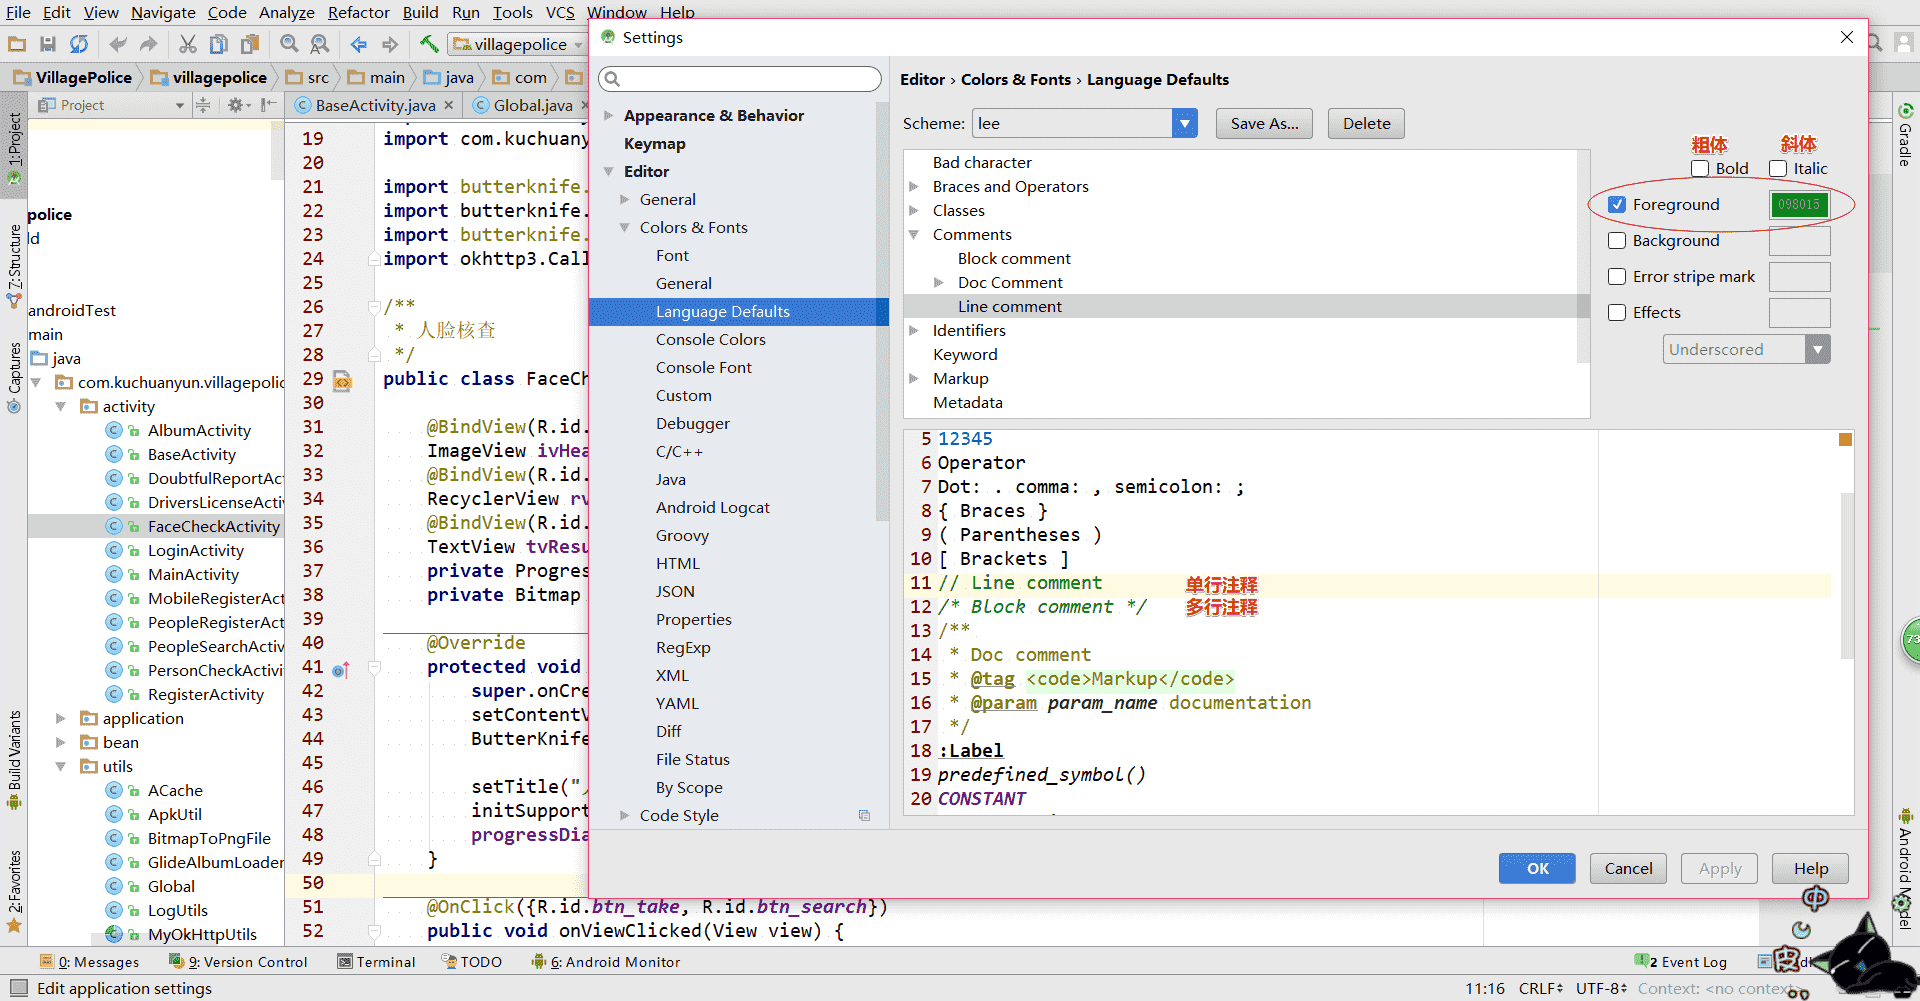 File Edit View Navigate Code Analyze Refactor Build Run Tools VCS Window Help
villagepolice
VillagePolice villagepolice src main java com
Project
BaseActivity.java
Global.java
1: Project
7: Structure
Captures
Build Variants
2: Favorites
police
ld
androidTest
main
java
com.kuchuanyun.villagepolic
activity
AlbumActivity
BaseActivity
DoubtfulReportAct
DriversLicenseActiv
FaceCheckActivity
LoginActivity
MainActivity
MobileRegisterAct
PeopleRegisterAct
PeopleSearchActiv
PersonCheckActivi
RegisterActivity
application
bean
utils
ACache
ApkUtil
BitmapToPngFile
GlideAlbumLoader
Global
LogUtils
MyOkHttpUtils
19 import com.kuchuany
20
21 import butterknife.
22 import butterknife.
23 import butterknife.
24 import okhttp3.Call
25
26 /**
27 * 人脸核查
28 */
29 public class FaceCh
30
31 @BindView(R.id.
32 ImageView ivHea
33 @BindView(R.id.
34 RecyclerView rv
35 @BindView(R.id.
36 TextView tvResu
37 private Progres
38 private Bitmap
39
40 @Override
41 protected void
42 super.onCre
43 setContentV
44 ButterKnife
45
46 setTitle("
47 initSupport
48 progressDia
49 }
50
51 @OnClick({R.id.btn_take, R.id.btn_search})
52 public void onViewClicked(View view) {
Settings
Appearance & Behavior
Keymap
Editor
General
Colors & Fonts
Font
General
Language Defaults
Console Colors
Console Font
Custom
Debugger
C/C++
Java
Android Logcat
Groovy
HTML
JSON
Properties
RegExp
XML
YAML
Diff
File Status
By Scope
Code Style
Editor › Colors & Fonts › Language Defaults
Scheme: lee Save As... Delete
Bad character
Braces and Operators
Classes
Comments
Block comment
Doc Comment
Line comment
Identifiers
Keyword
Markup
Metadata
粗体 斜体
Bold Italic
Foreground 098015
Background
Error stripe mark
Effects
Underscored
5 12345
6 Operator
7 Dot: . comma: , semicolon: ;
8 { Braces }
9 ( Parentheses )
10 [ Brackets ]
11 // Line comment 单行注释
12 /* Block comment */ 多行注释
13 /**
14 * Doc comment
15 * @tag <code>Markup</code>
16 * @param param_name documentation
17 */
18 :Label
19 predefined_symbol()
20 CONSTANT
OK Cancel Apply Help
Gradle
73
Android Model
中
皮
0: Messages 9: Version Control Terminal TODO 6: Android Monitor 2 Event Log
Edit application settings 11:16 CRLF UTF-8 Context: <no context>